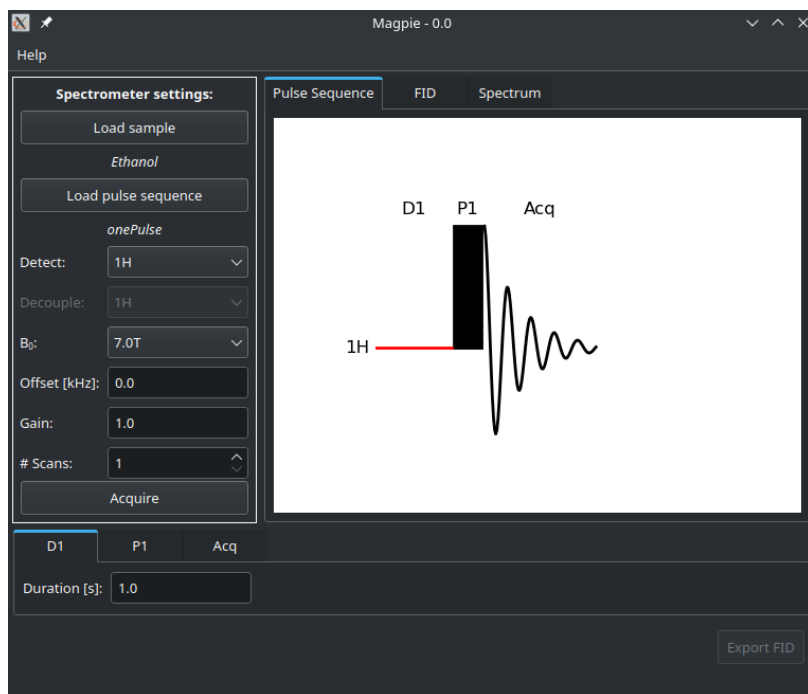 Magpie - 0.0
Help
Spectrometer settings:
Load sample
Ethanol
Load pulse sequence
onePulse
Detect: 1H
Decouple: 1H
B₀: 7.0T
Offset [kHz]: 0.0
Gain: 1.0
# Scans: 1
Acquire
Pulse Sequence FID Spectrum
D1 P1 Acq
1H
D1 P1 Acq
Duration [s]: 1.0
Export FID